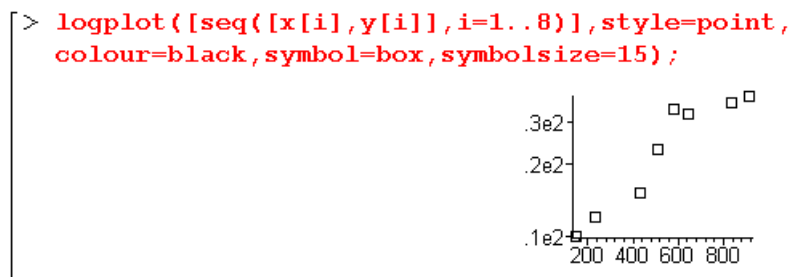 > logplot([seq([x[i],y[i]],i=1..8)],style=point,
colour=black,symbol=box,symbolsize=15);
.3e2
.2e2
.1e2
200 400 600 800